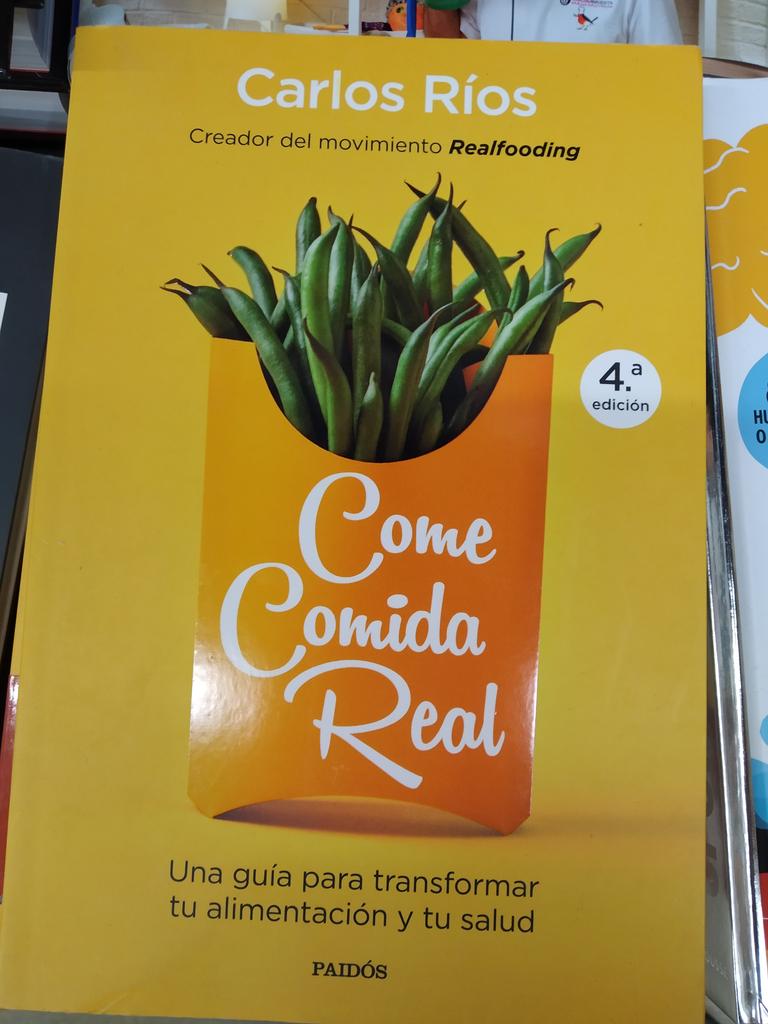 Carlos Ríos
Creador del movimiento Realfooding
4.ª
edición
Come
Comida
Real
Una guía para transformar
tu alimentación y tu salud
PAIDÓS